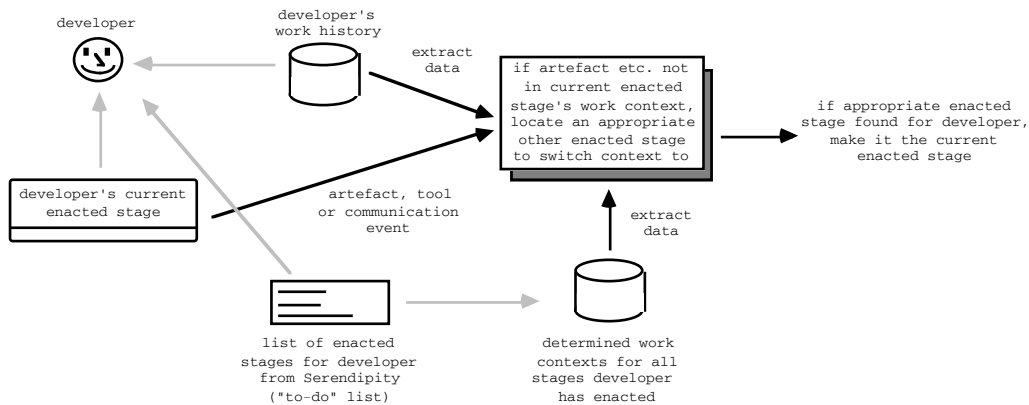 developer's
work history
developer
extract
data
if artefact etc. not
in current enacted
stage's work context,
locate an appropriate
other enacted stage
to switch context to
if appropriate enacted
stage found for developer,
make it the current
enacted stage
developer's current
enacted stage
artefact, tool
or communication
event
extract
data
list of enacted
stages for developer
from Serendipity
("to-do" list)
determined work
contexts for all
stages developer
has enacted